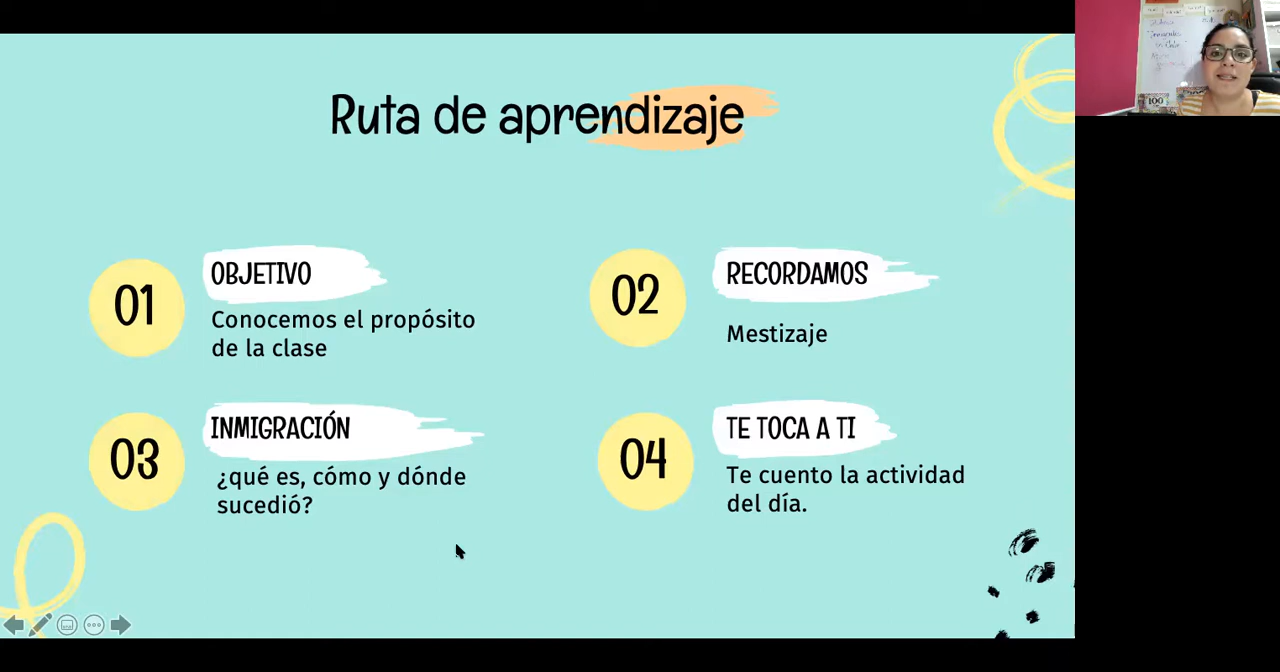 Ruta de aprendizaje
01
OBJETIVO
Conocemos el propósito
de la clase
02
RECORDAMOS
Mestizaje
03
INMIGRACIÓN
¿qué es, cómo y dónde
sucedió?
04
TE TOCA A TI
Te cuento la actividad
del día.
100